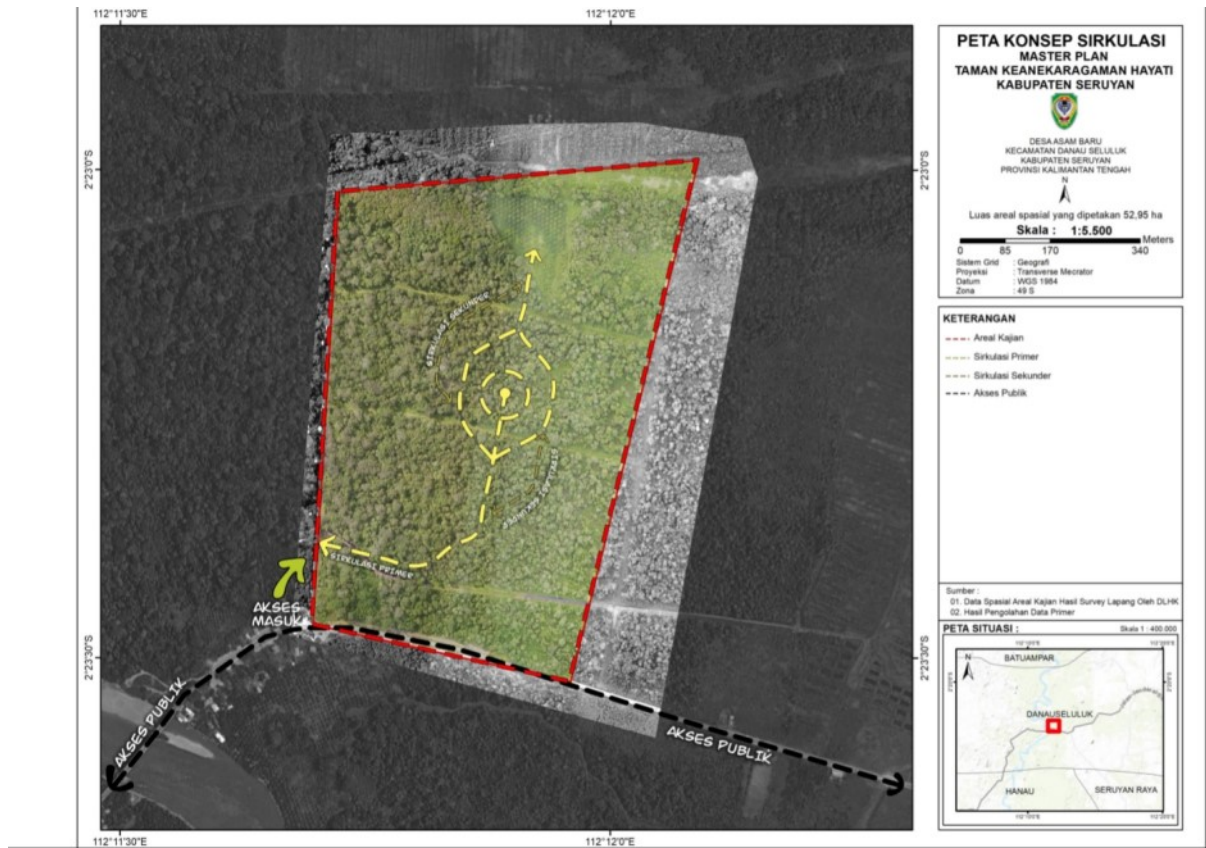 112°11'30"E
112°12'0"E
2°23'0"S
2°23'0"S
SIRKULASI SEKUNDER
SIRKULASI SEKUNDER
SIRKULASI PRIMER
AKSES
MASUK
AKSES PUBLIK
AKSES PUBLIK
2°23'30"S
2°23'30"S
112°11'30"E
112°12'0"E
PETA KONSEP SIRKULASI
MASTER PLAN
TAMAN KEANEKARAGAMAN HAYATI
KABUPATEN SERUYAN
DESA ASAM BARU
KECAMATAN DANAU SELULUK
KABUPATEN SERUYAN
PROVINSI KALIMANTAN TENGAH
N
Luas areal spasial yang dipetakan 52,95 ha
Skala : 1:5.500
Meters
0 85 170 340
Sistem Grid : Geografi
Proyeksi : Transverse Mecrator
Datum : WGS 1984
Zona : 49 S
KETERANGAN
Areal Kajian
Sirkulasi Primer
Sirkulasi Sekunder
Akses Publik
Sumber :
01. Data Spasial Areal Kajian Hasil Survey Lapang Oleh DLHK
02. Hasil Pengolahan Data Primer
PETA SITUASI :
Skala 1 : 400.000
N
BATUAMPAR
DANAUSELULUK
HANAU
SERUYAN RAYA